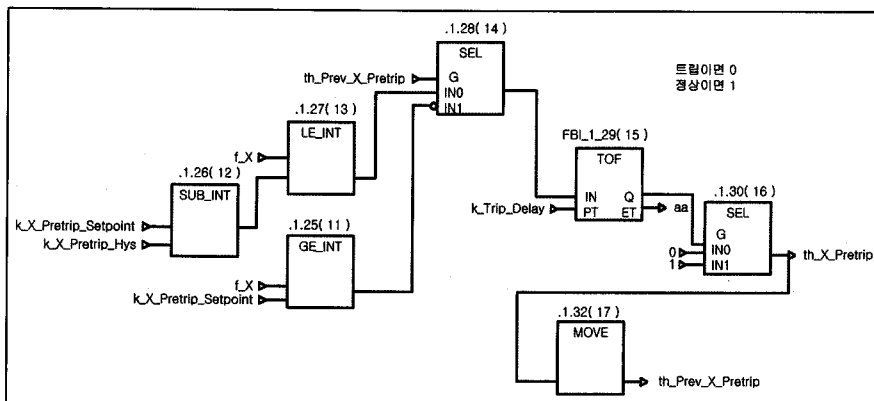 .1.28( 14)
SEL
G
IN0
IN1
th_Prev_X_Pretrip
트립이면 0
정상이면 1
.1.27( 13)
LE_INT
f_X
.1.26( 12)
SUB_INT
k_X_Pretrip_Setpoint
k_X_Pretrip_Hys
.1.25( 11)
GE_INT
f_X
k_X_Pretrip_Setpoint
FBI_1_29( 15)
TOF
IN
Q
PT
ET
k_Trip_Delay
aa
.1.30( 16)
SEL
G
IN0
IN1
0
1
th_X_Pretrip
.1.32( 17)
MOVE
th_Prev_X_Pretrip